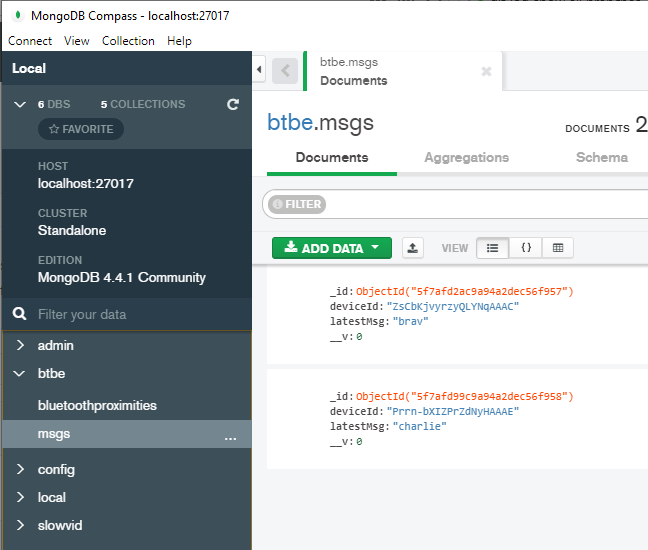 MongoDB Compass - localhost:27017
Connect View Collection Help
Local
6 DBS 5 COLLECTIONS
FAVORITE
HOST
localhost:27017
CLUSTER
Standalone
EDITION
MongoDB 4.4.1 Community
Filter your data
admin
btbe
bluetoothproximities
msgs ...
config
local
slowvid
btbe.msgs
Documents
btbe.msgs
DOCUMENTS 2
Documents Aggregations Schema
FILTER
ADD DATA VIEW {}
_id: ObjectId("5f7afd2ac9a94a2dec56f957")
deviceId: "ZsCbKjvyrzyQLYNqAAAC"
latestMsg: "brav"
__v: 0
_id: ObjectId("5f7afd99c9a94a2dec56f958")
deviceId: "Prrn-bXIZPrZdNyHAAAE"
latestMsg: "charlie"
__v: 0